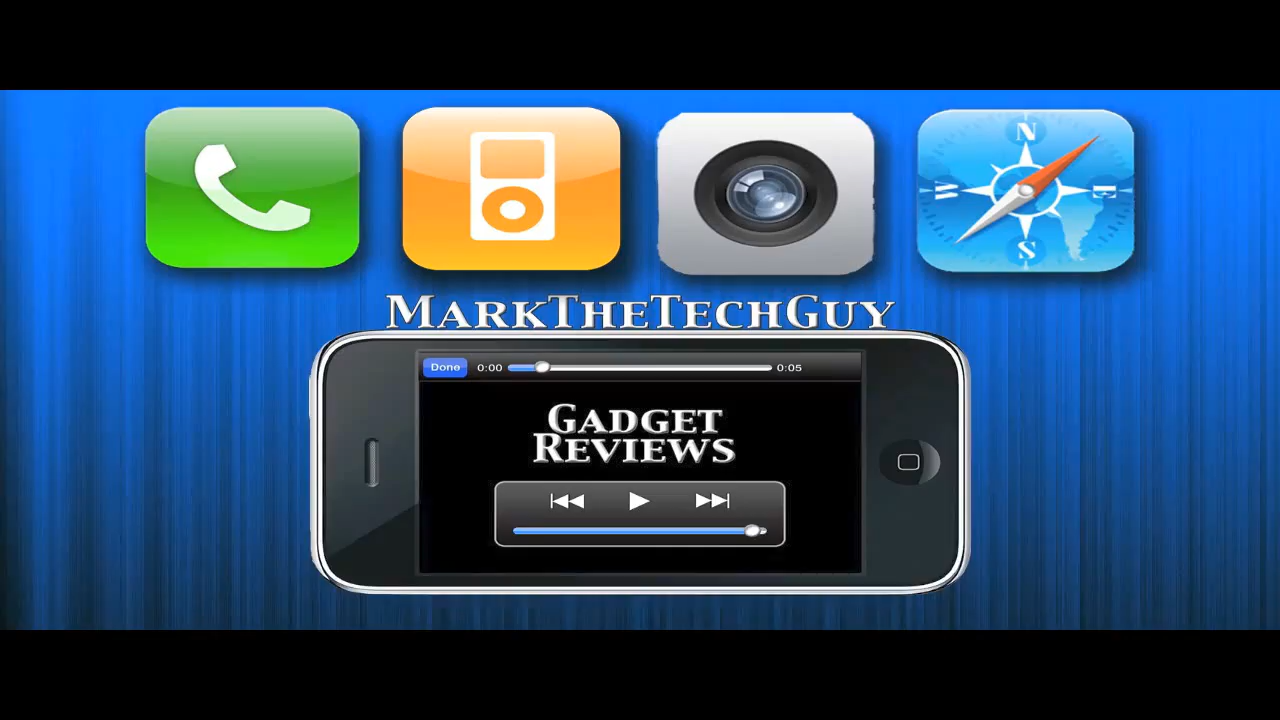 N
W E
S
MARKTHETECHGUY
Done 0:00 0:05
GADGET
REVIEWS